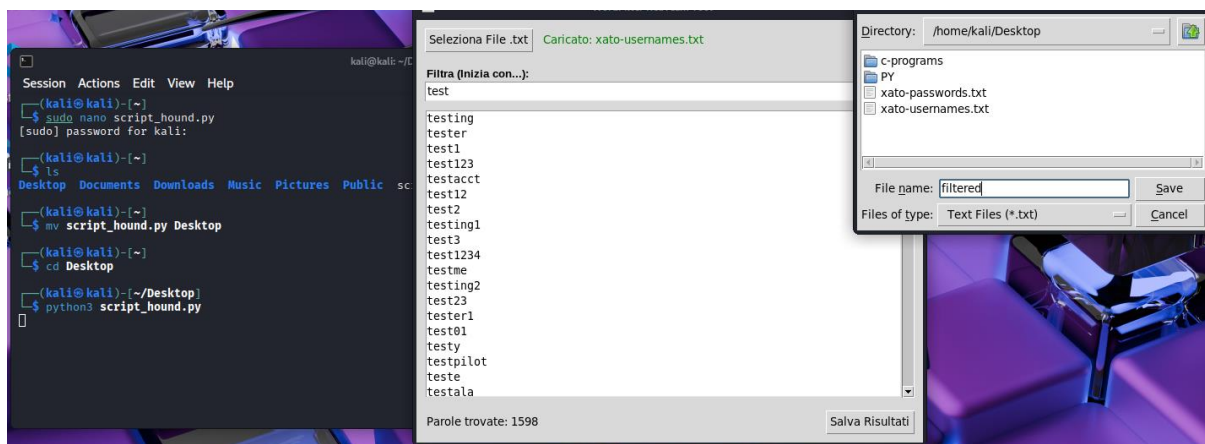 kali@kali: ~/
Session Actions Edit View Help
(kali㉿kali)-[~]
$ sudo nano script_hound.py
[sudo] password for kali:
(kali㉿kali)-[~]
$ ls
Desktop Documents Downloads Music Pictures Public sc
(kali㉿kali)-[~]
$ mv script_hound.py Desktop
(kali㉿kali)-[~]
$ cd Desktop
(kali㉿kali)-[~/Desktop]
$ python3 script_hound.py
Seleziona File .txt Caricato: xato-usernames.txt
Filtra (Inizia con...):
test
testing
tester
test1
test123
testacct
test12
test2
testing1
test3
test1234
testme
testing2
test23
tester1
test01
testy
testpilot
teste
testala
Parole trovate: 1598
Salva Risultati
Directory: /home/kali/Desktop
c-programs
PY
xato-passwords.txt
xato-usernames.txt
File name: filtered Save
Files of type: Text Files (*.txt) Cancel